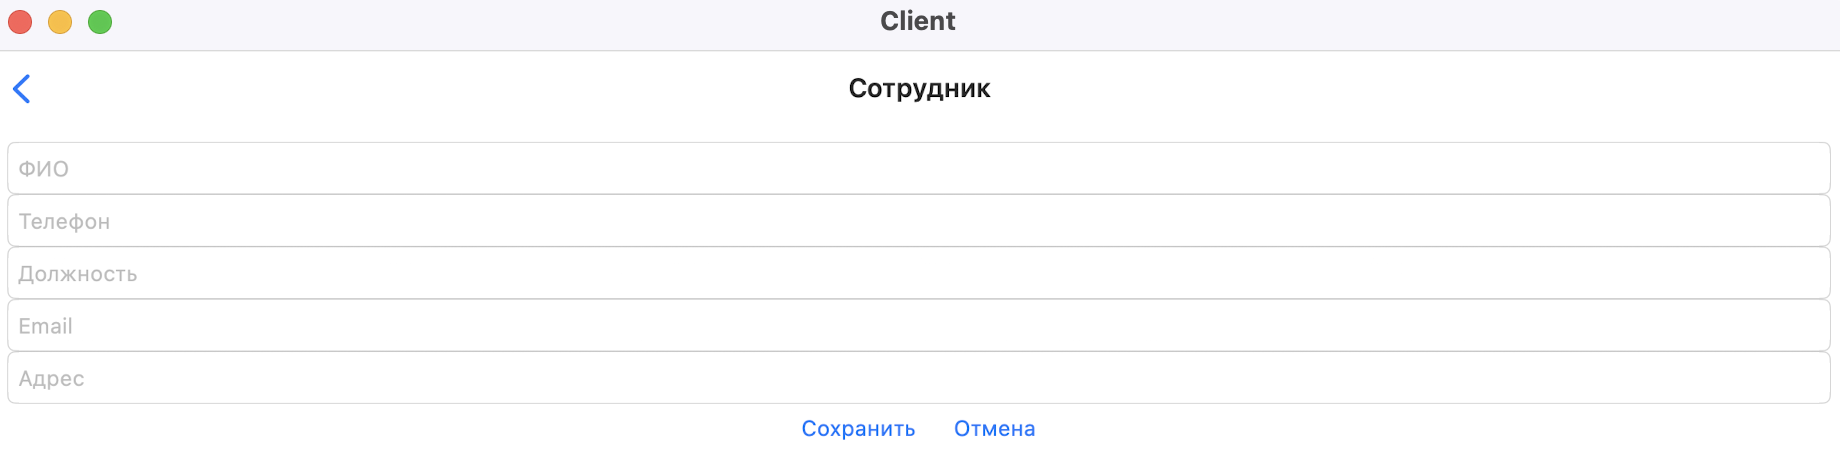 Client
Сотрудник
ФИО
Телефон
Должность
Email
Адрес
Сохранить Отмена